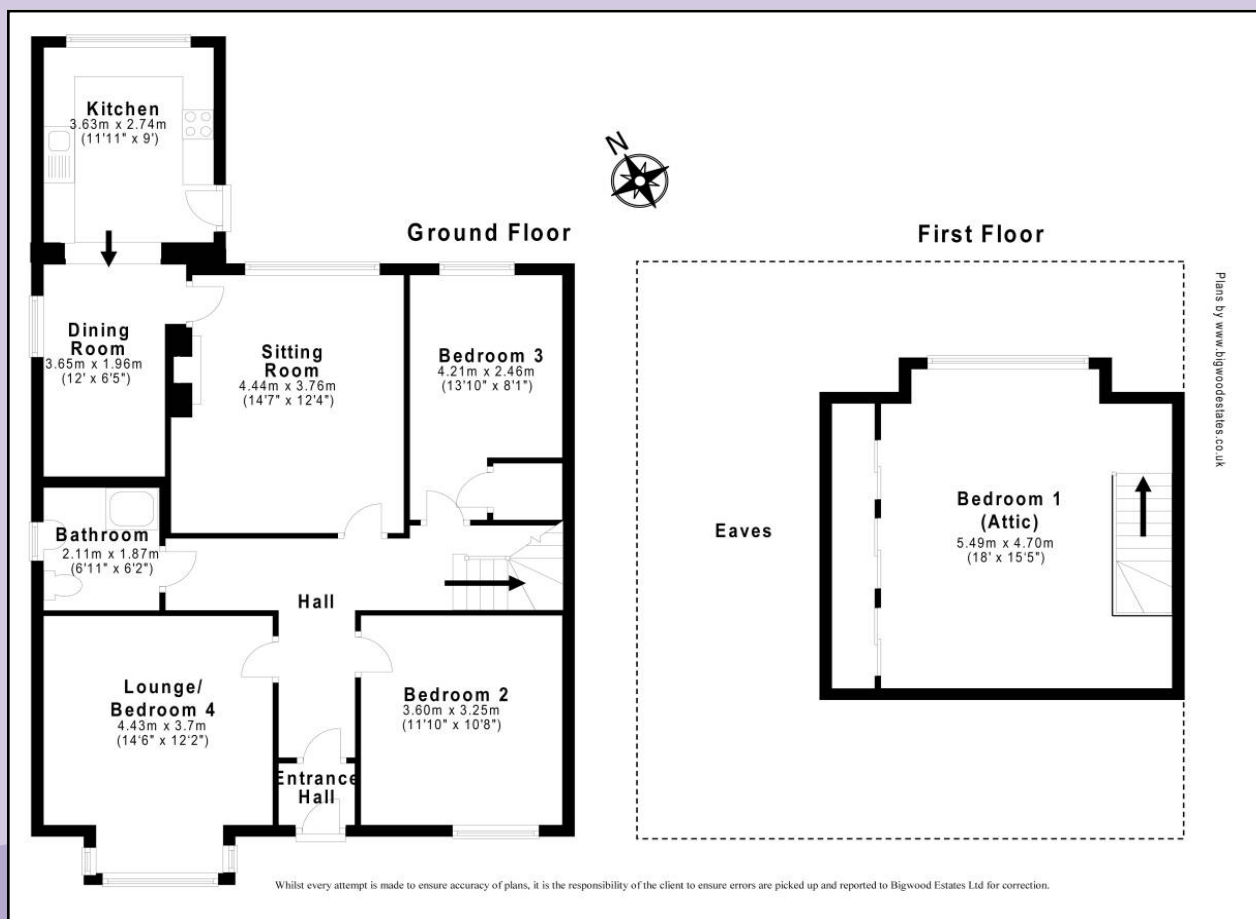 Kitchen
3.63m x 2.74m
(11'11" x 9')
N
Ground Floor
First Floor
Dining
Room
3.65m x 1.96m
(12' x 6'5")
Sitting
Room
4.44m x 3.76m
(14'7" x 12'4")
Bedroom 3
4.21m x 2.46m
(13'10" x 8'1")
Bathroom
2.11m x 1.87m
(6'11" x 6'2")
Hall
Lounge/
Bedroom 4
4.43m x 3.7m
(14'6" x 12'2")
Bedroom 2
3.60m x 3.25m
(11'10" x 10'8")
Entrance
Hall
Eaves
Bedroom 1
(Attic)
5.49m x 4.70m
(18' x 15'5")
Plans by www.bigwoodestates.co.uk
Whilst every attempt is made to ensure accuracy of plans, it is the responsibility of the client to ensure errors are picked up and reported to Bigwood Estates Ltd for correction.